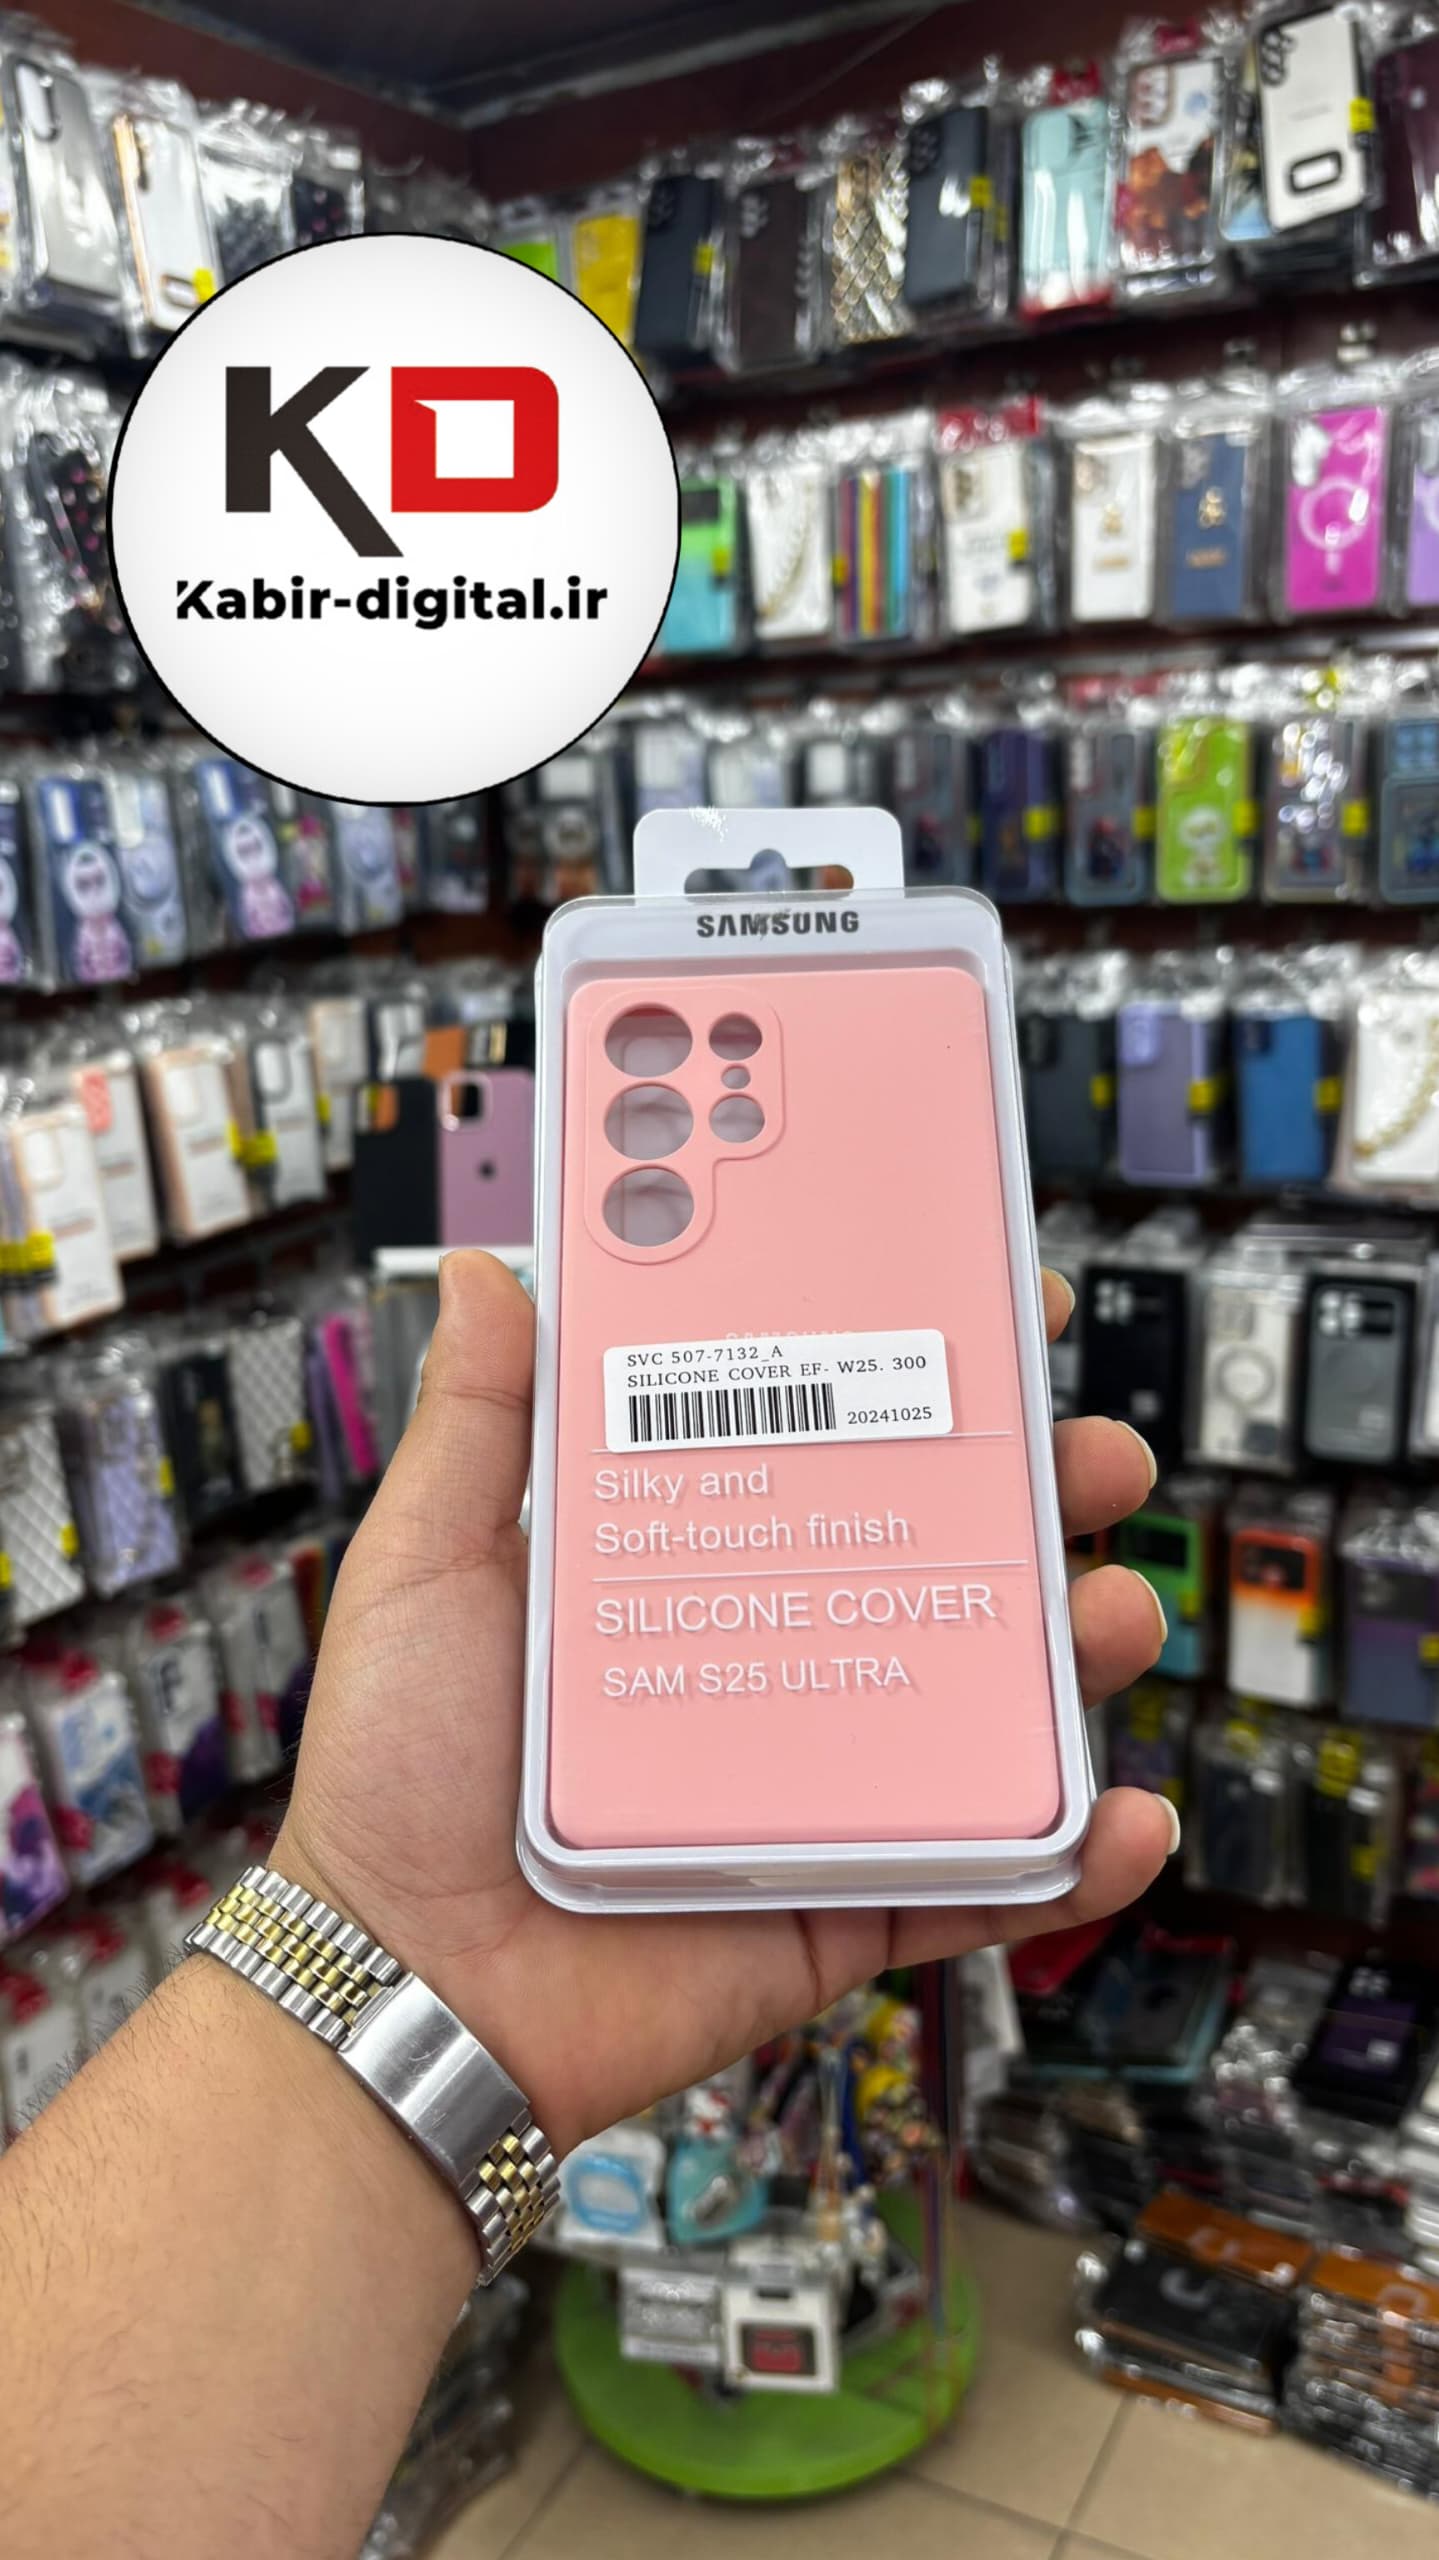 KD
Kabir-digital.ir
SAMSUNG
SAMSUNG
SVC 507-7132_A
SILICONE COVER EF- W25. 300
20241025
Silky and
Soft-touch finish
SILICONE COVER
SAM S25 ULTRA